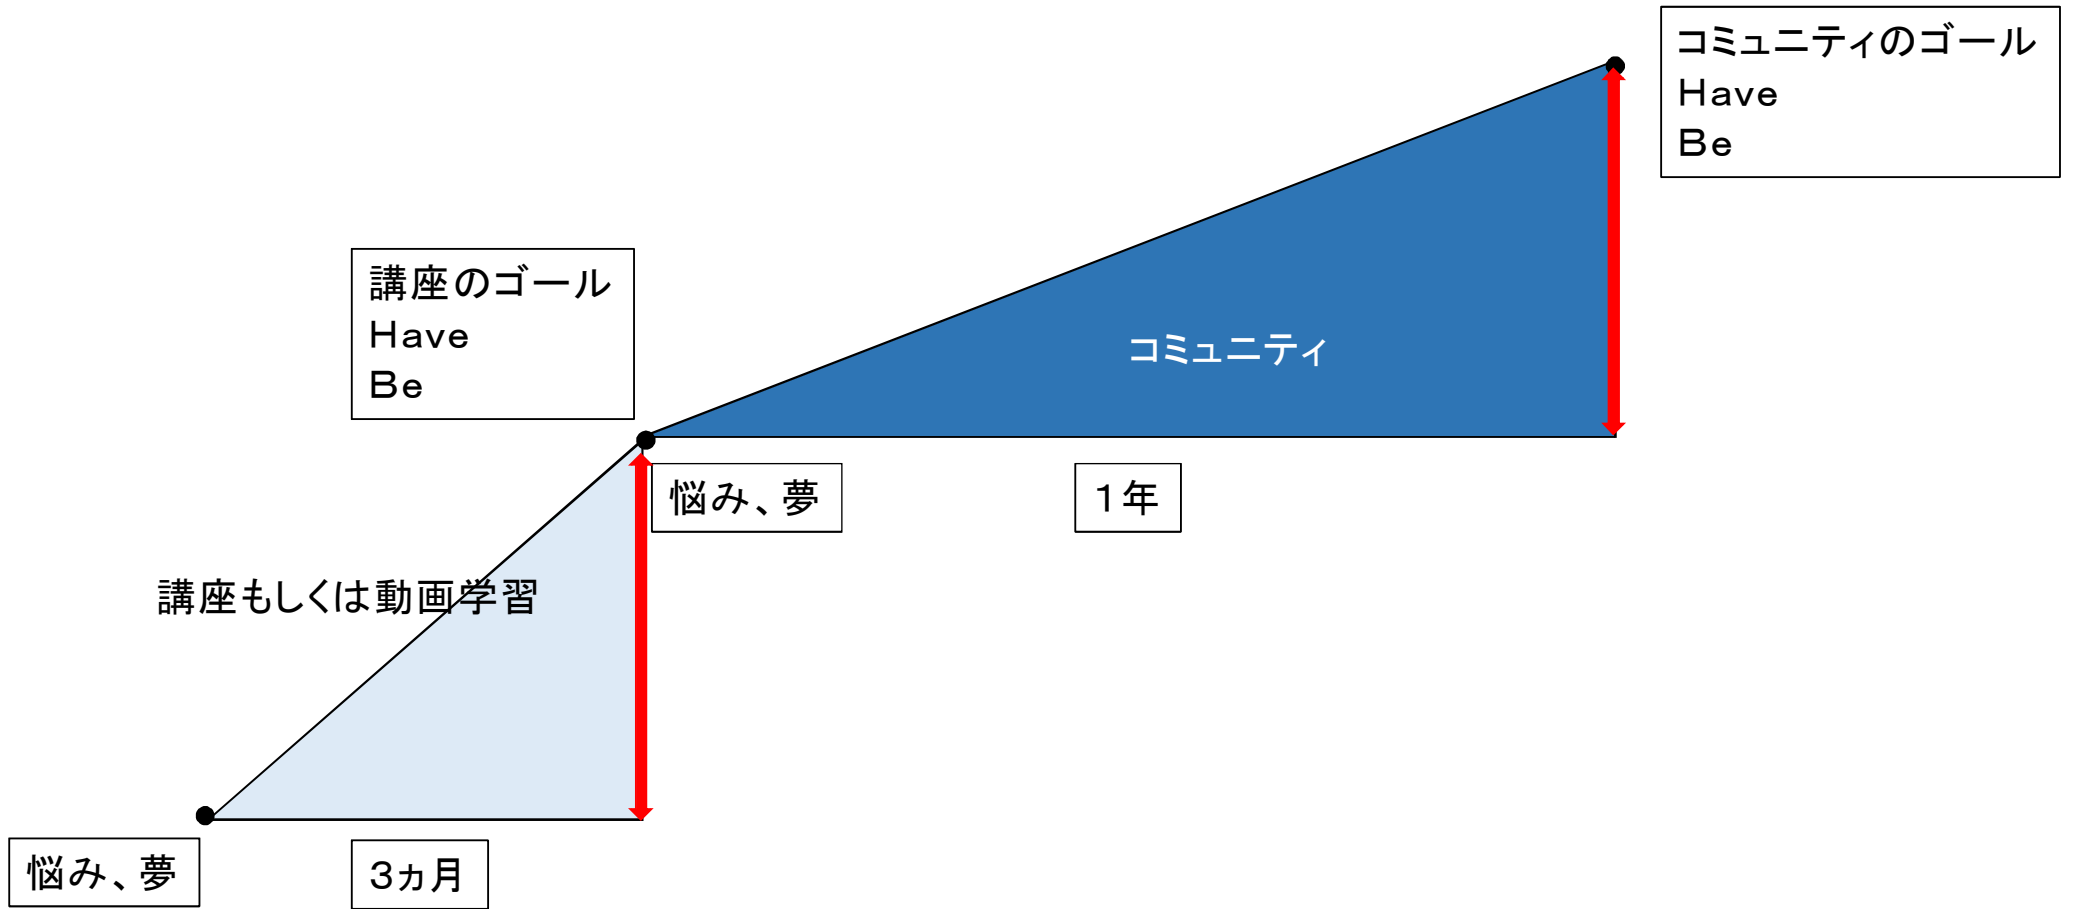 コミュニティのゴール
Have
Be
講座のゴール
Have
Be
コミュニティ
悩み、夢
1年
講座もしくは動画学習
悩み、夢
3ヵ月